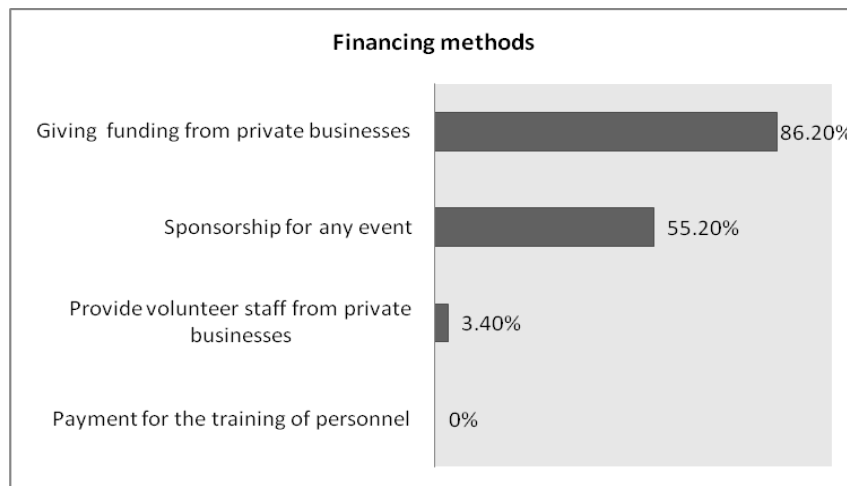 Financing methods
Giving funding from private businesses
86.20%
Sponsorship for any event
55.20%
Provide volunteer staff from private
businesses
3.40%
Payment for the training of personnel
0%